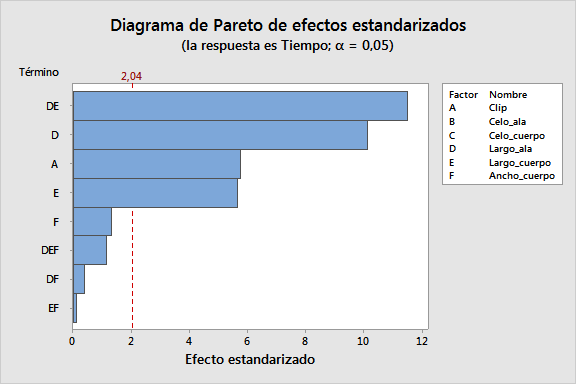 Diagrama de Pareto de efectos estandarizados
(la respuesta es Tiempo; α = 0,05)
Término
2,04
DE
D
A
E
F
DEF
DF
EF
0 2 4 6 8 10 12
Efecto estandarizado
Factor Nombre
A Clip
B Celo_ala
C Celo_cuerpo
D Largo_ala
E Largo_cuerpo
F Ancho_cuerpo